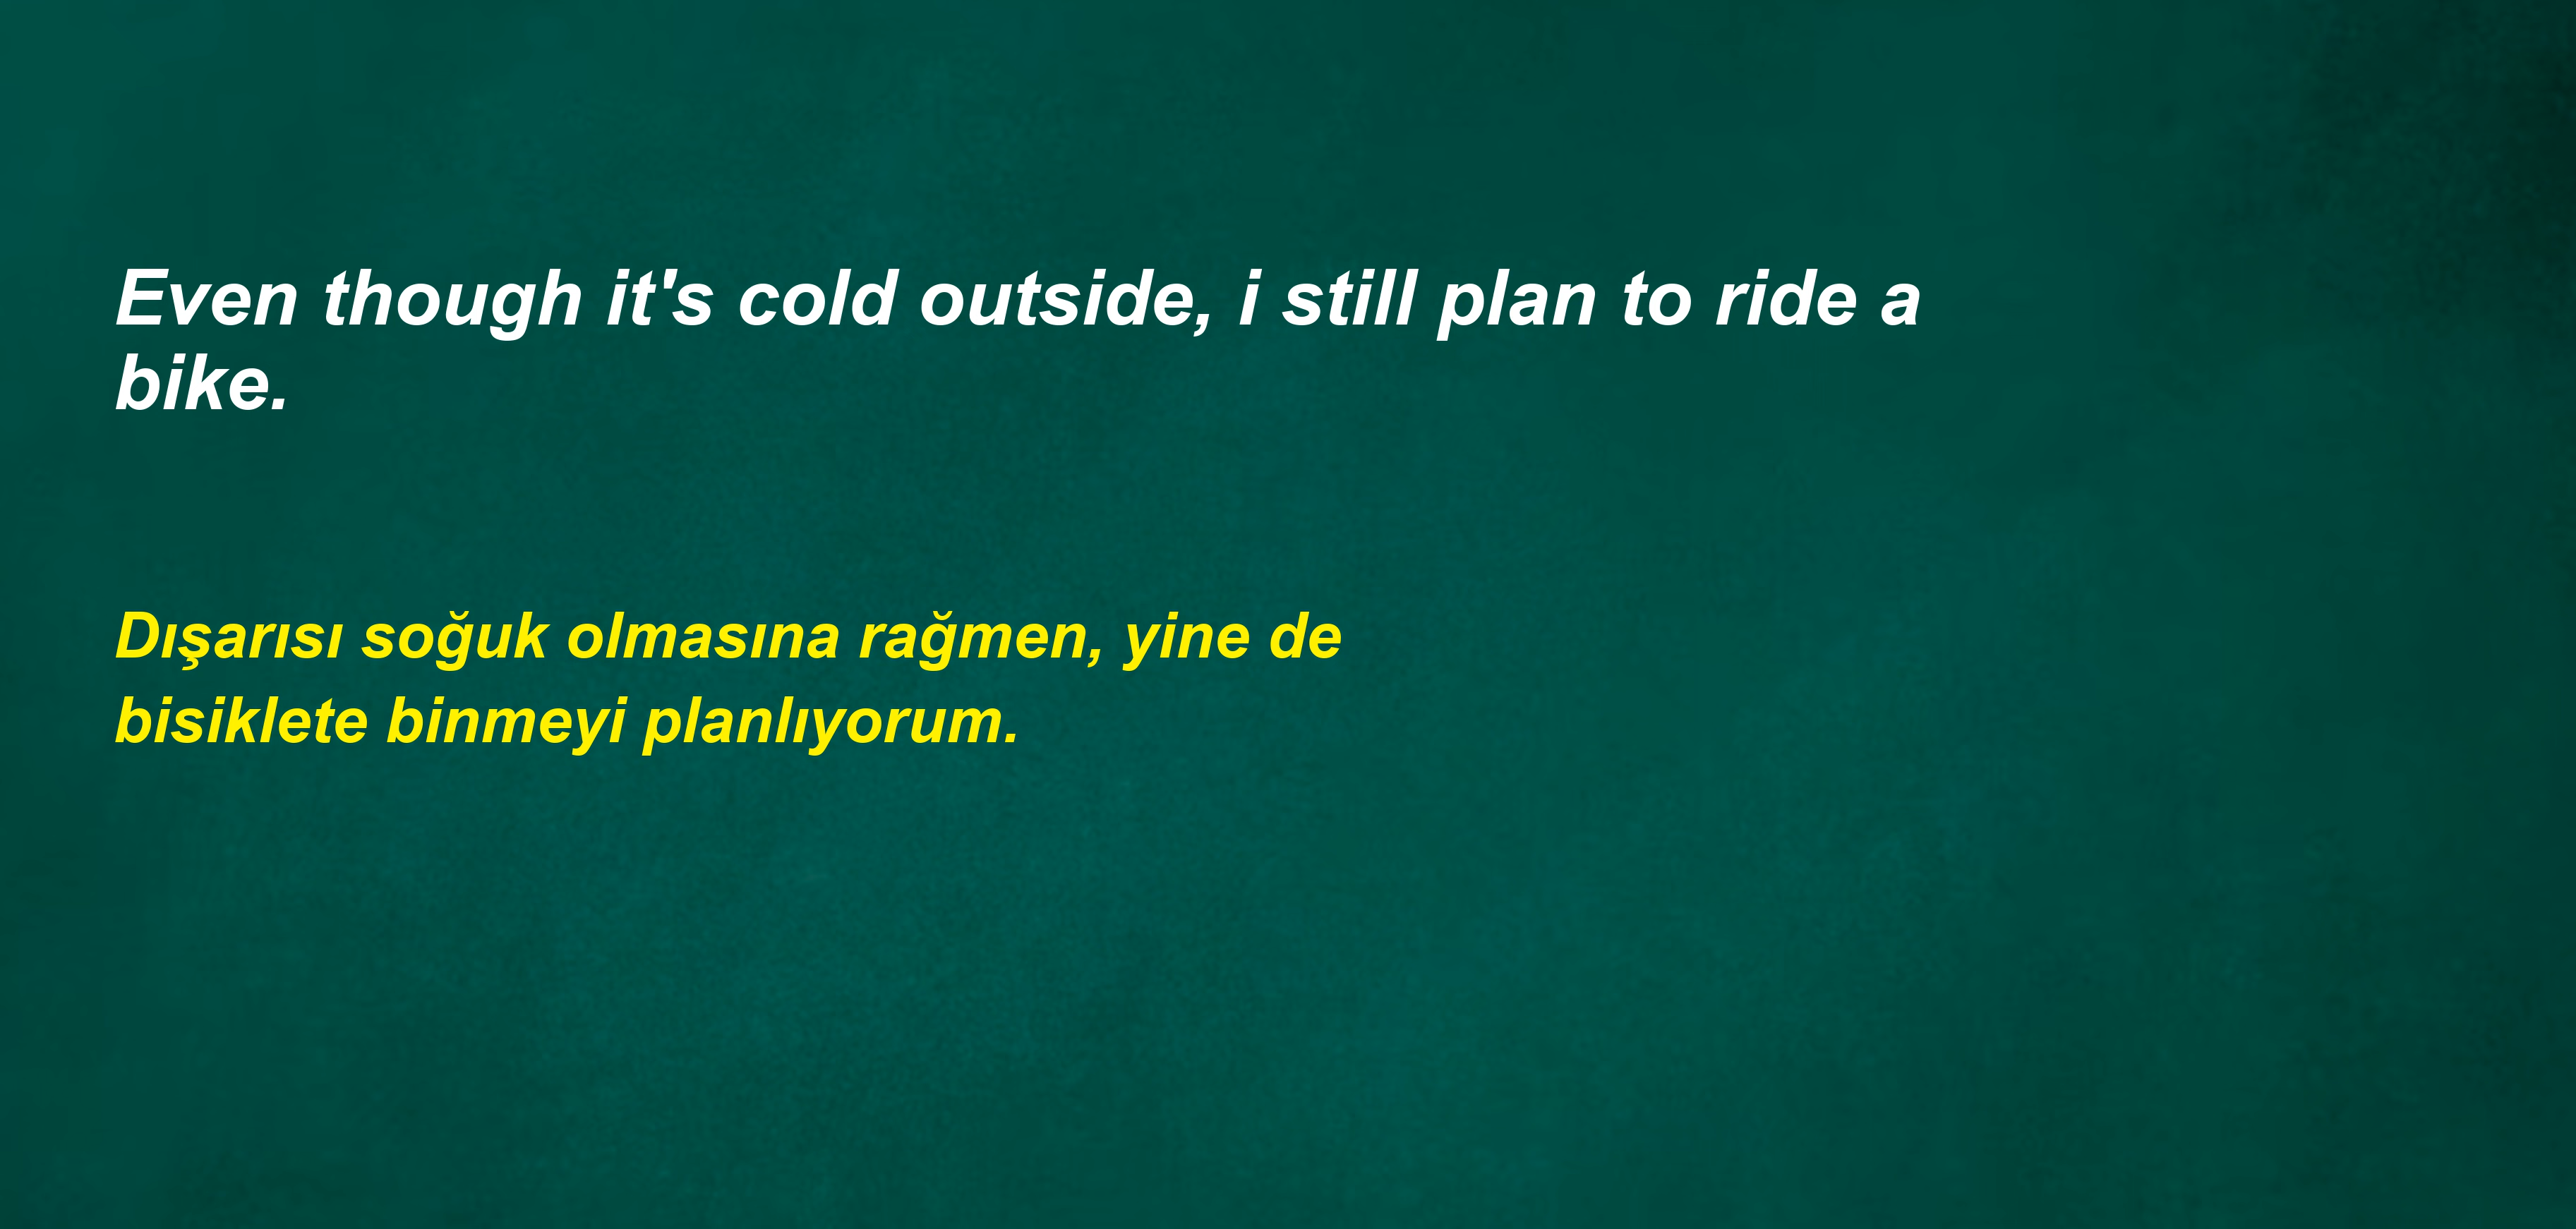 Even though it's cold outside, i still plan to ride a
bike.
Dışarısı soğuk olmasına rağmen, yine de
bisiklete binmeyi planlıyorum.